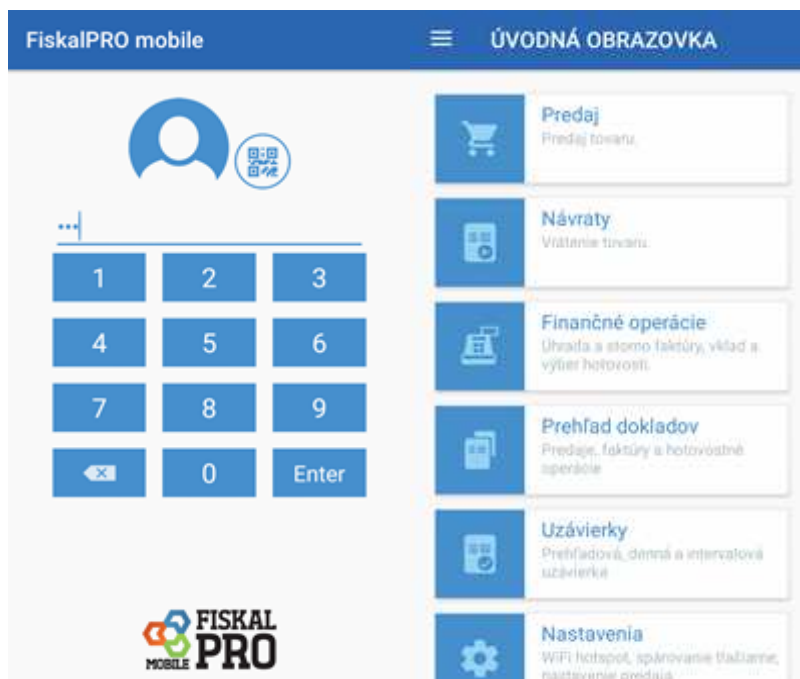 FiskalPRO mobile
•••
1 2 3
4 5 6
7 8 9
0 Enter
FISKAL
MOBILE PRO
ÚVODNÁ OBRAZOVKA
Predaj
Predaj tovaru.
Návraty
Vrátenie tovaru.
Finančné operácie
Úhrada a storno faktúry, vklad a
výber hotovosti.
Prehľad dokladov
Predaje, faktúry a hotovostné
operácie
Uzávierky
Prehľadová, denná a intervalová
uzávierka
Nastavenia
WiFi hotspot, spárovanie tlačiarne,
nastavenie predaja